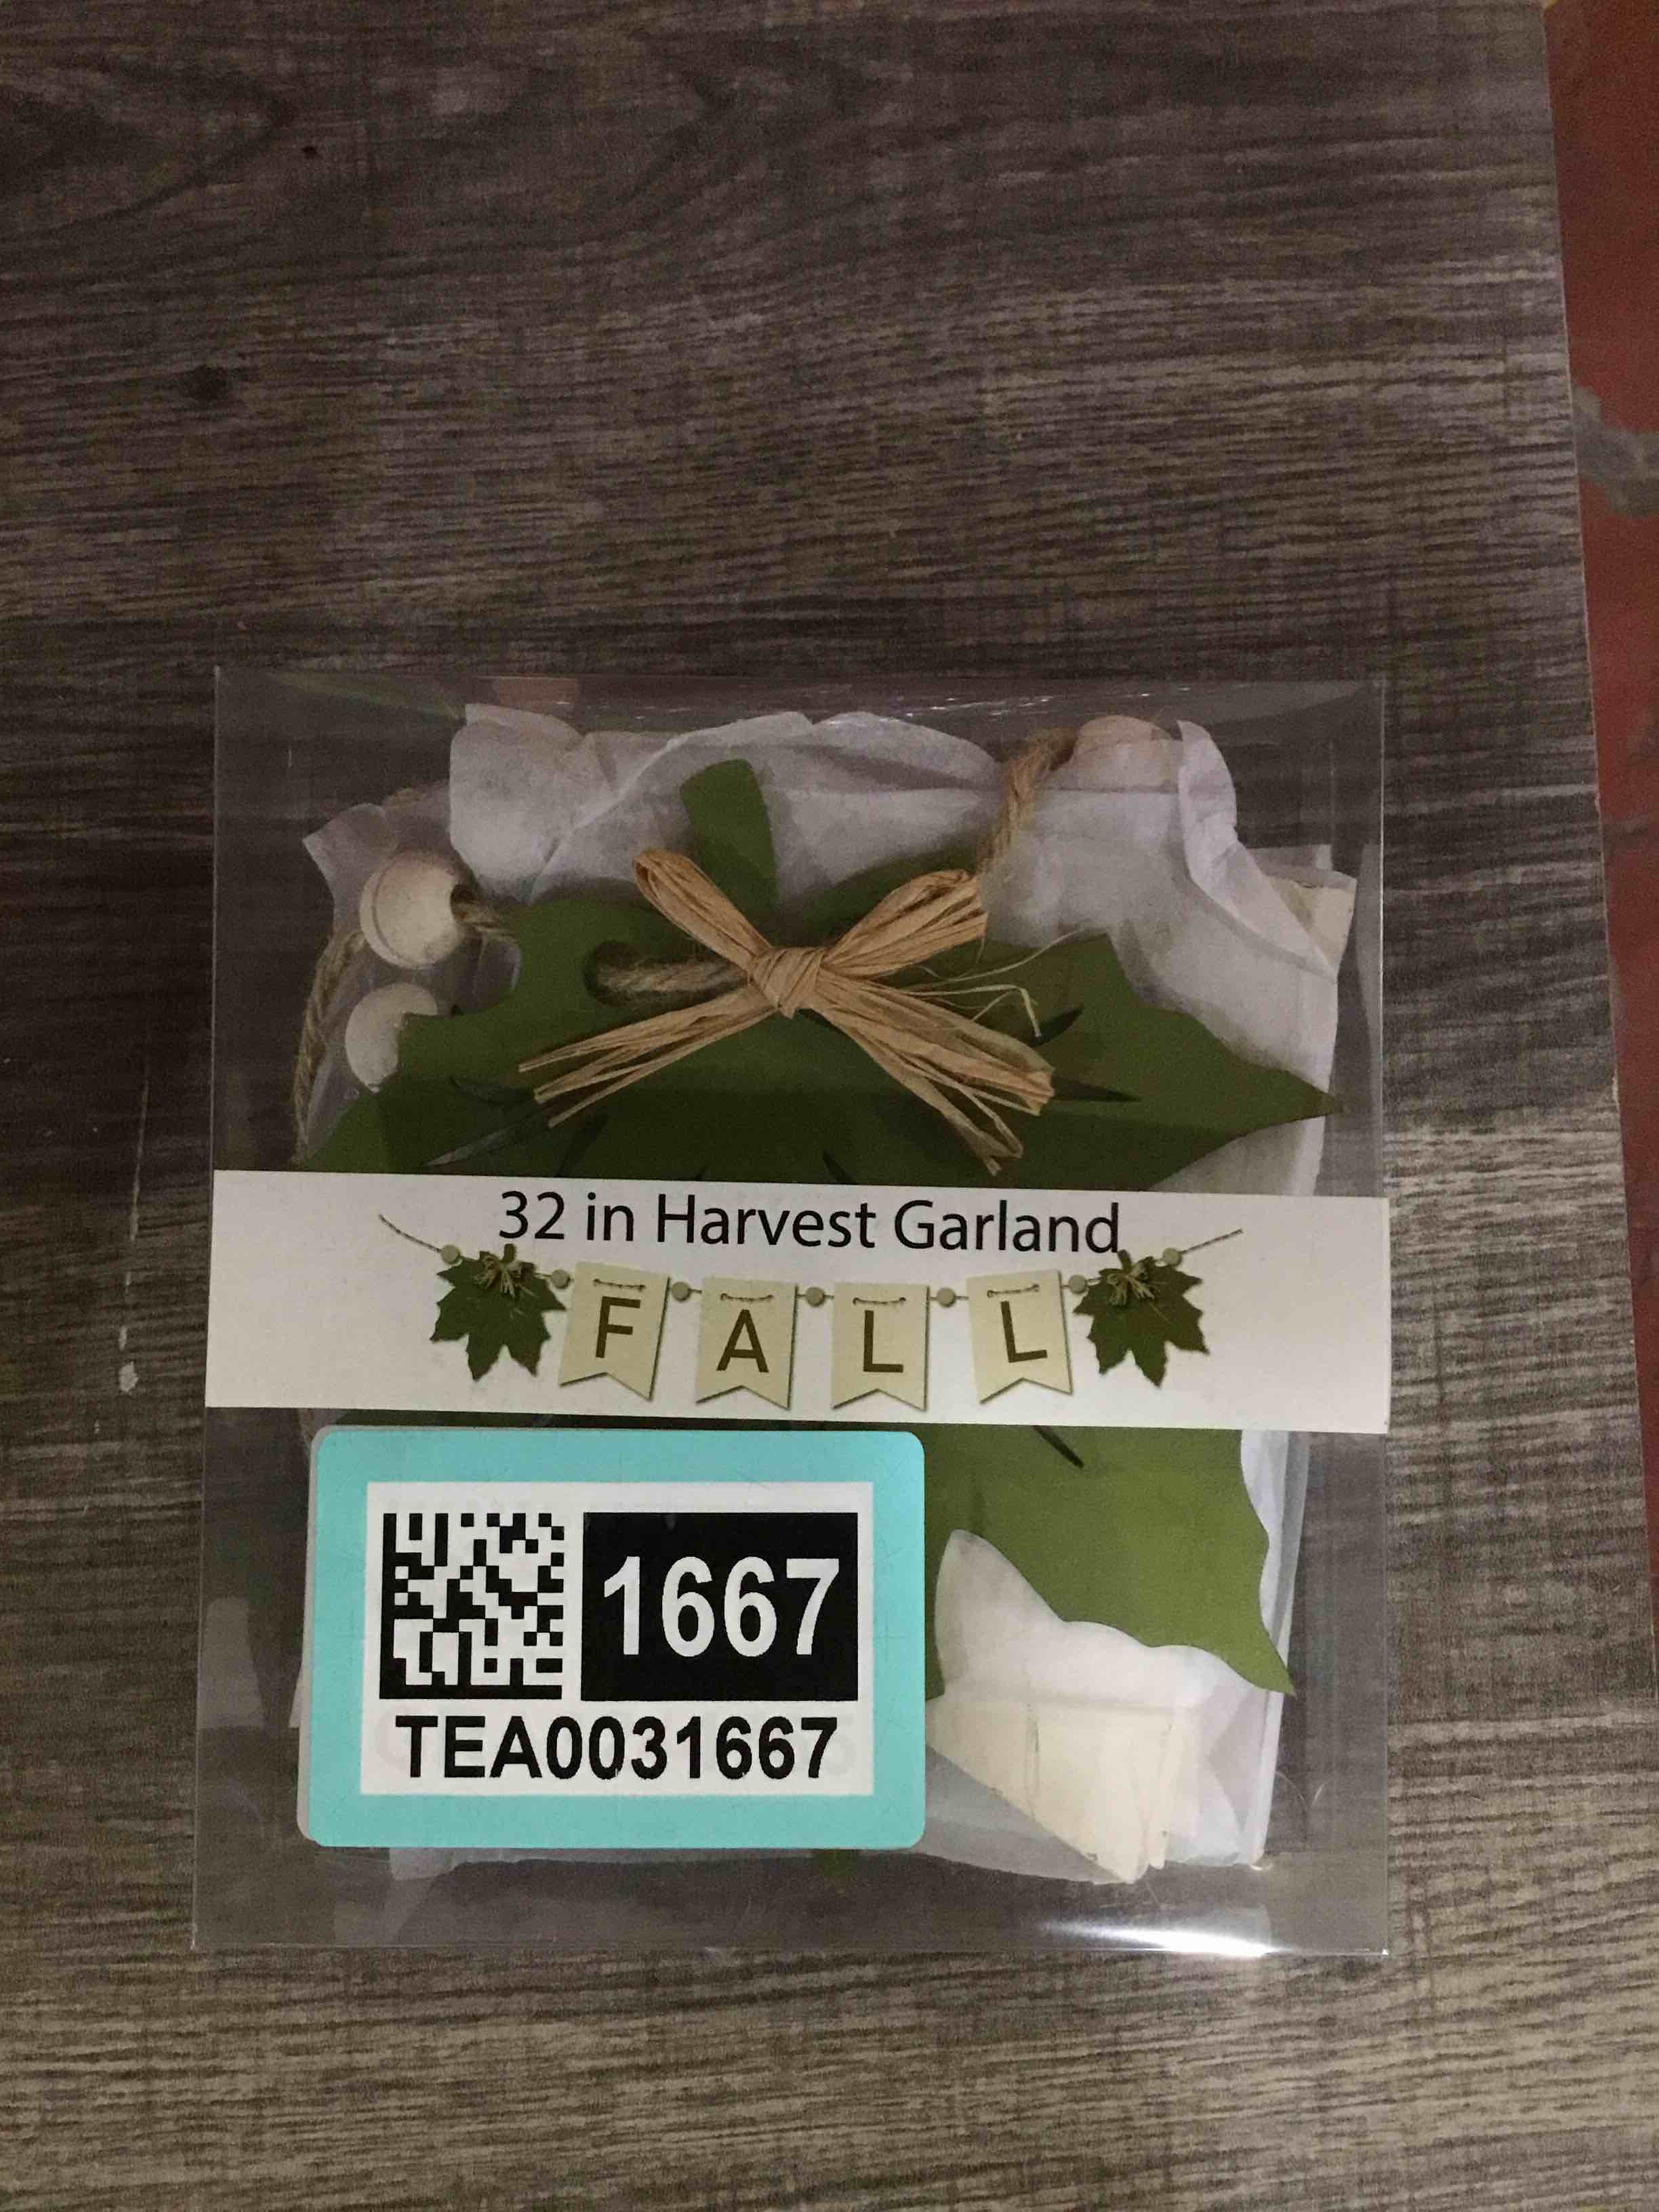 32 in Harvest Garland
FALL
1667
TEA0031667